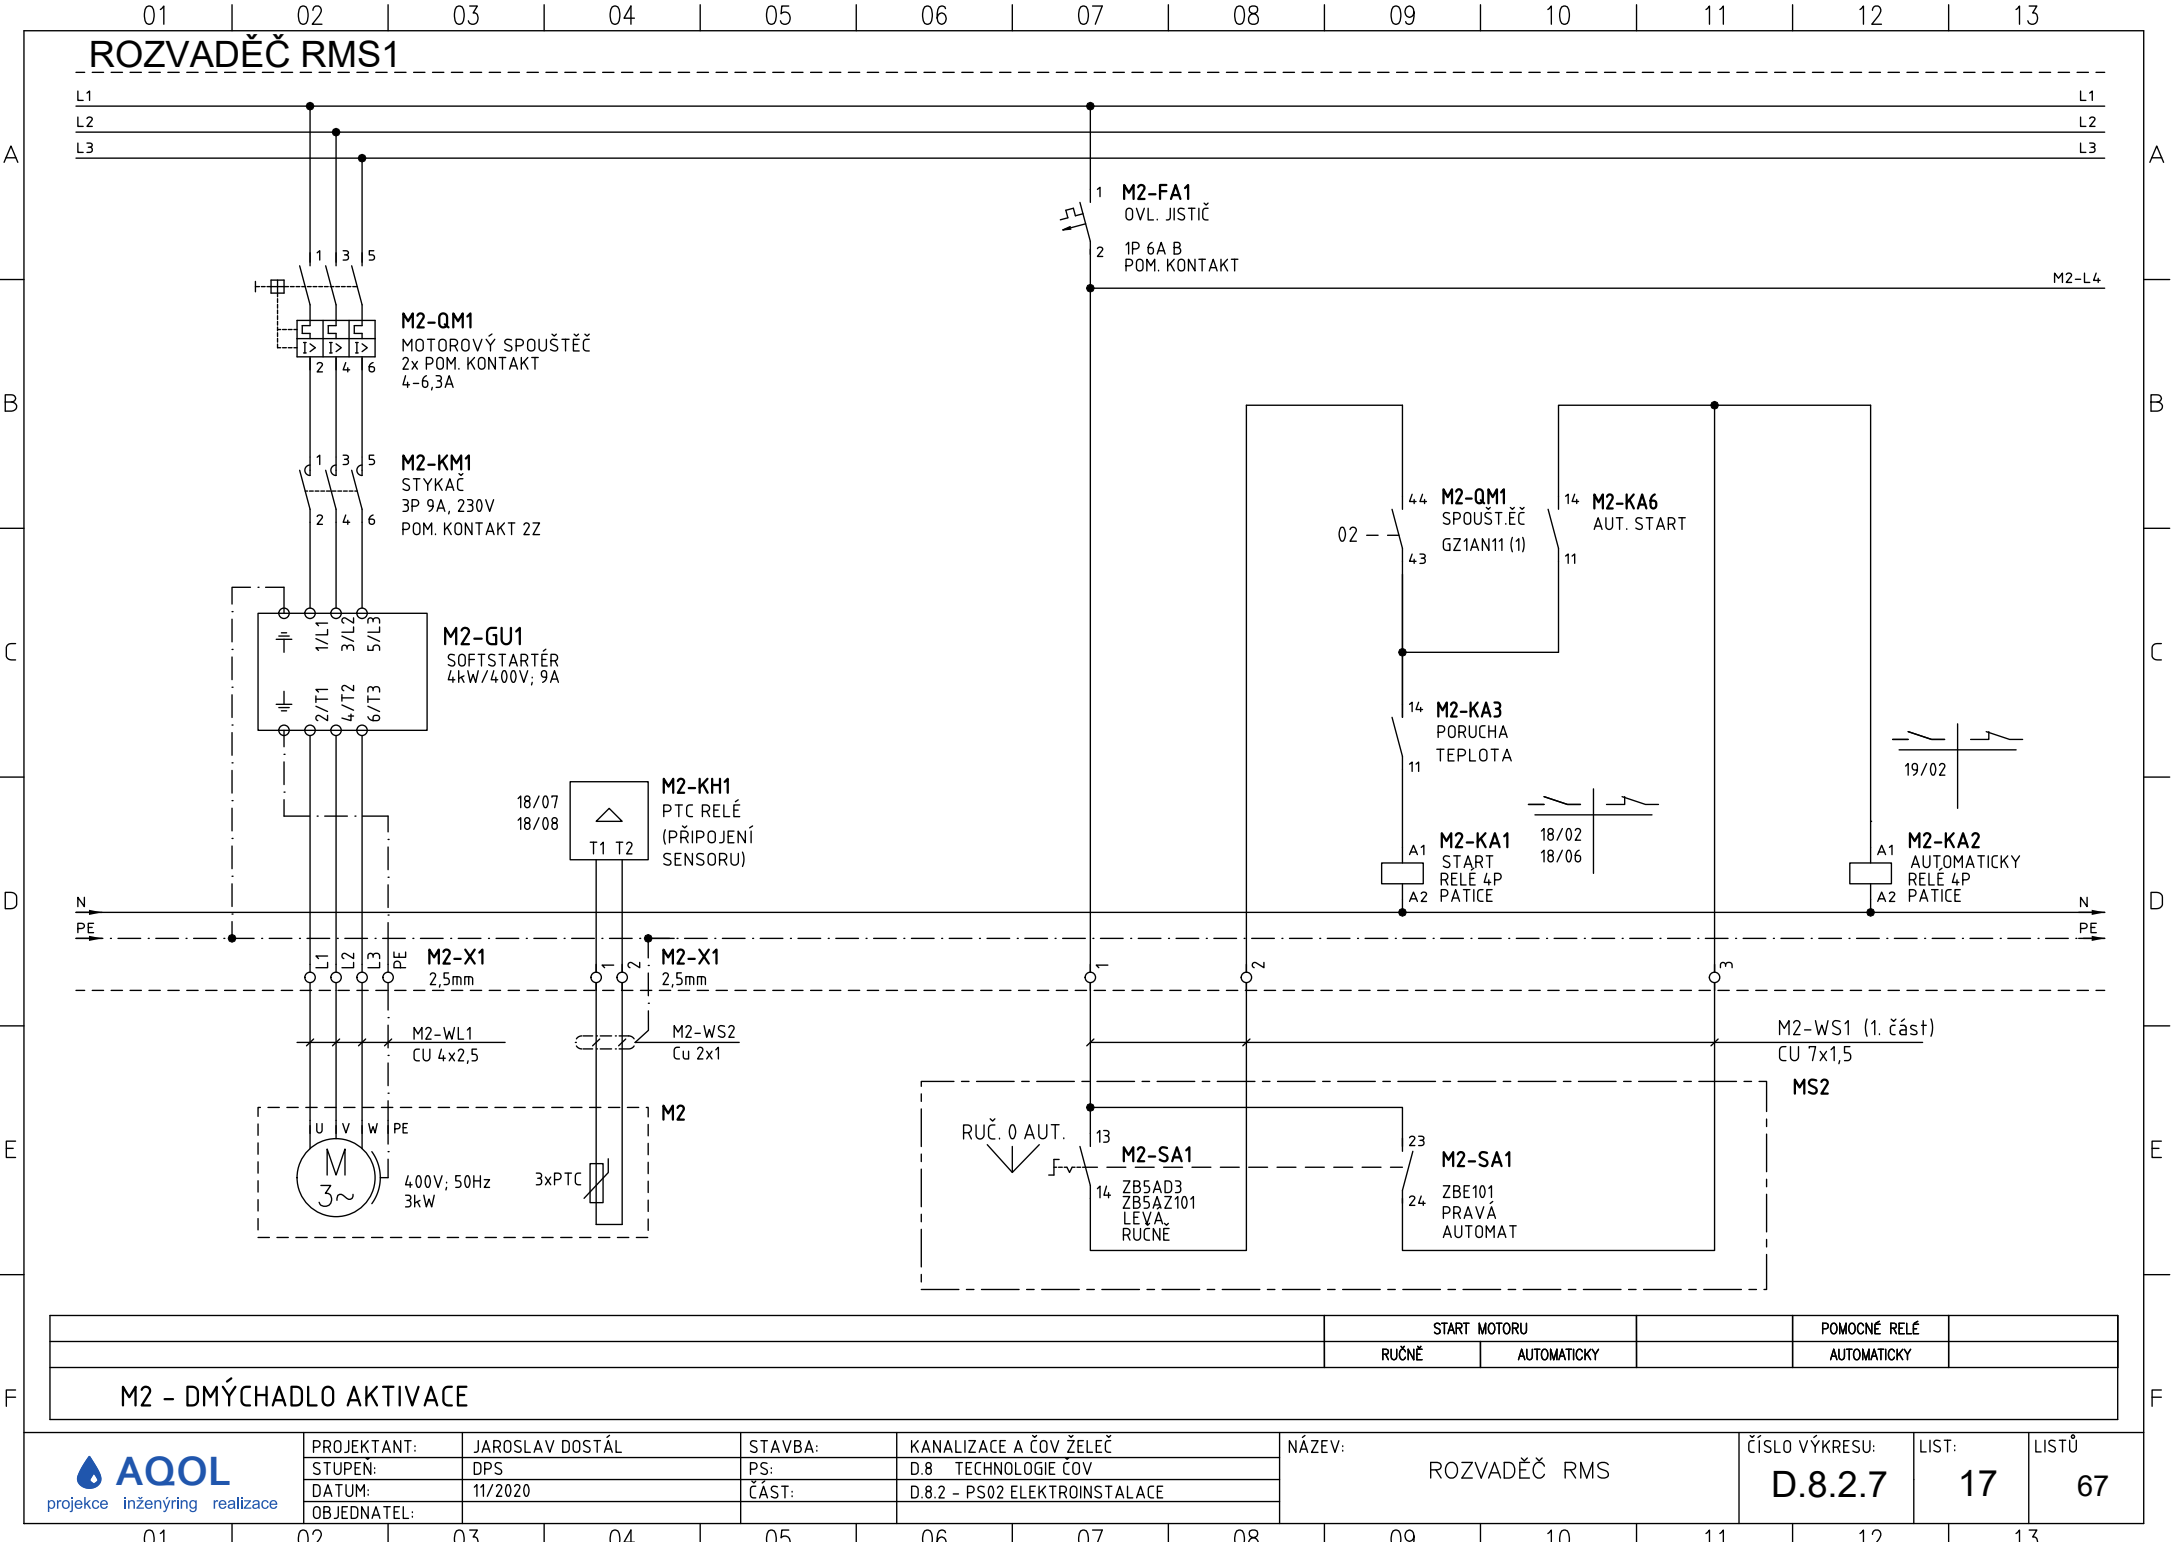 01 02 03 04 05 06 07 08 09 10 11 12 13
ROZVADĚČ RMS1
L1 L1
L2 L2
L3 L3
A A
1 M2-FA1
OVL. JISTIČ
2 1P 6A B
POM. KONTAKT
M2-L4
1 3 5
I> I> I>
2 4 6
M2-QM1
MOTOROVÝ SPOUŠTĚČ
2x POM. KONTAKT
4-6,3A
B B
1 3 5
2 4 6
M2-KM1
STYKAČ
3P 9A, 230V
POM. KONTAKT 2Z
44 M2-QM1
SPOUŠT.EČ
02
43 GZ1AN11 (1)
14 M2-KA6
AUT. START
11
C C
1/L1 3/L2 5/L3
2/T1 4/T2 6/T3
M2-GU1
SOFTSTARTÉR
4kW/400V; 9A
14 M2-KA3
PORUCHA
TEPLOTA
11
19/02
18/07
18/08
T1 T2
M2-KH1
PTC RELÉ
(PŘIPOJENÍ
SENSORU)
18/02
18/06
A1 M2-KA1
START
RELÉ 4P
A2 PATICE
A1 M2-KA2
AUTOMATICKY
RELÉ 4P
A2 PATICE
D D
N N
PE PE
L1 L2 L3 PE
M2-X1
2,5mm
1 2
M2-X1
2,5mm
1 2 3
M2-WL1
CU 4x2,5
M2-WS2
Cu 2x1
M2-WS1 (1. část)
CU 7x1,5
MS2
M2
U V W PE
M
3~
400V; 50Hz
3kW
3xPTC
E E
RUČ. 0 AUT.
13
M2-SA1
14 ZB5AD3
ZB5AZ101
LEVÁ
RUČNĚ
23
M2-SA1
24 ZBE101
PRAVÁ
AUTOMAT
START MOTORU POMOCNÉ RELÉ
RUČNĚ AUTOMATICKY AUTOMATICKY
F F
M2 - DMÝCHADLO AKTIVACE
AQOL
projekce inženýring realizace
PROJEKTANT: JAROSLAV DOSTÁL
STUPEŇ: DPS
DATUM: 11/2020
OBJEDNATEL:
STAVBA: KANALIZACE A ČOV ŽELEČ
PS: D.8 TECHNOLOGIE ČOV
ČÁST: D.8.2 - PS02 ELEKTROINSTALACE
NÁZEV:
ROZVADĚČ RMS
ČÍSLO VÝKRESU:
D.8.2.7
LIST:
17
LISTŮ
67
01 02 03 04 05 06 07 08 09 10 11 12 13